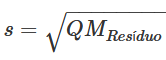 s = √QM_Resíduo